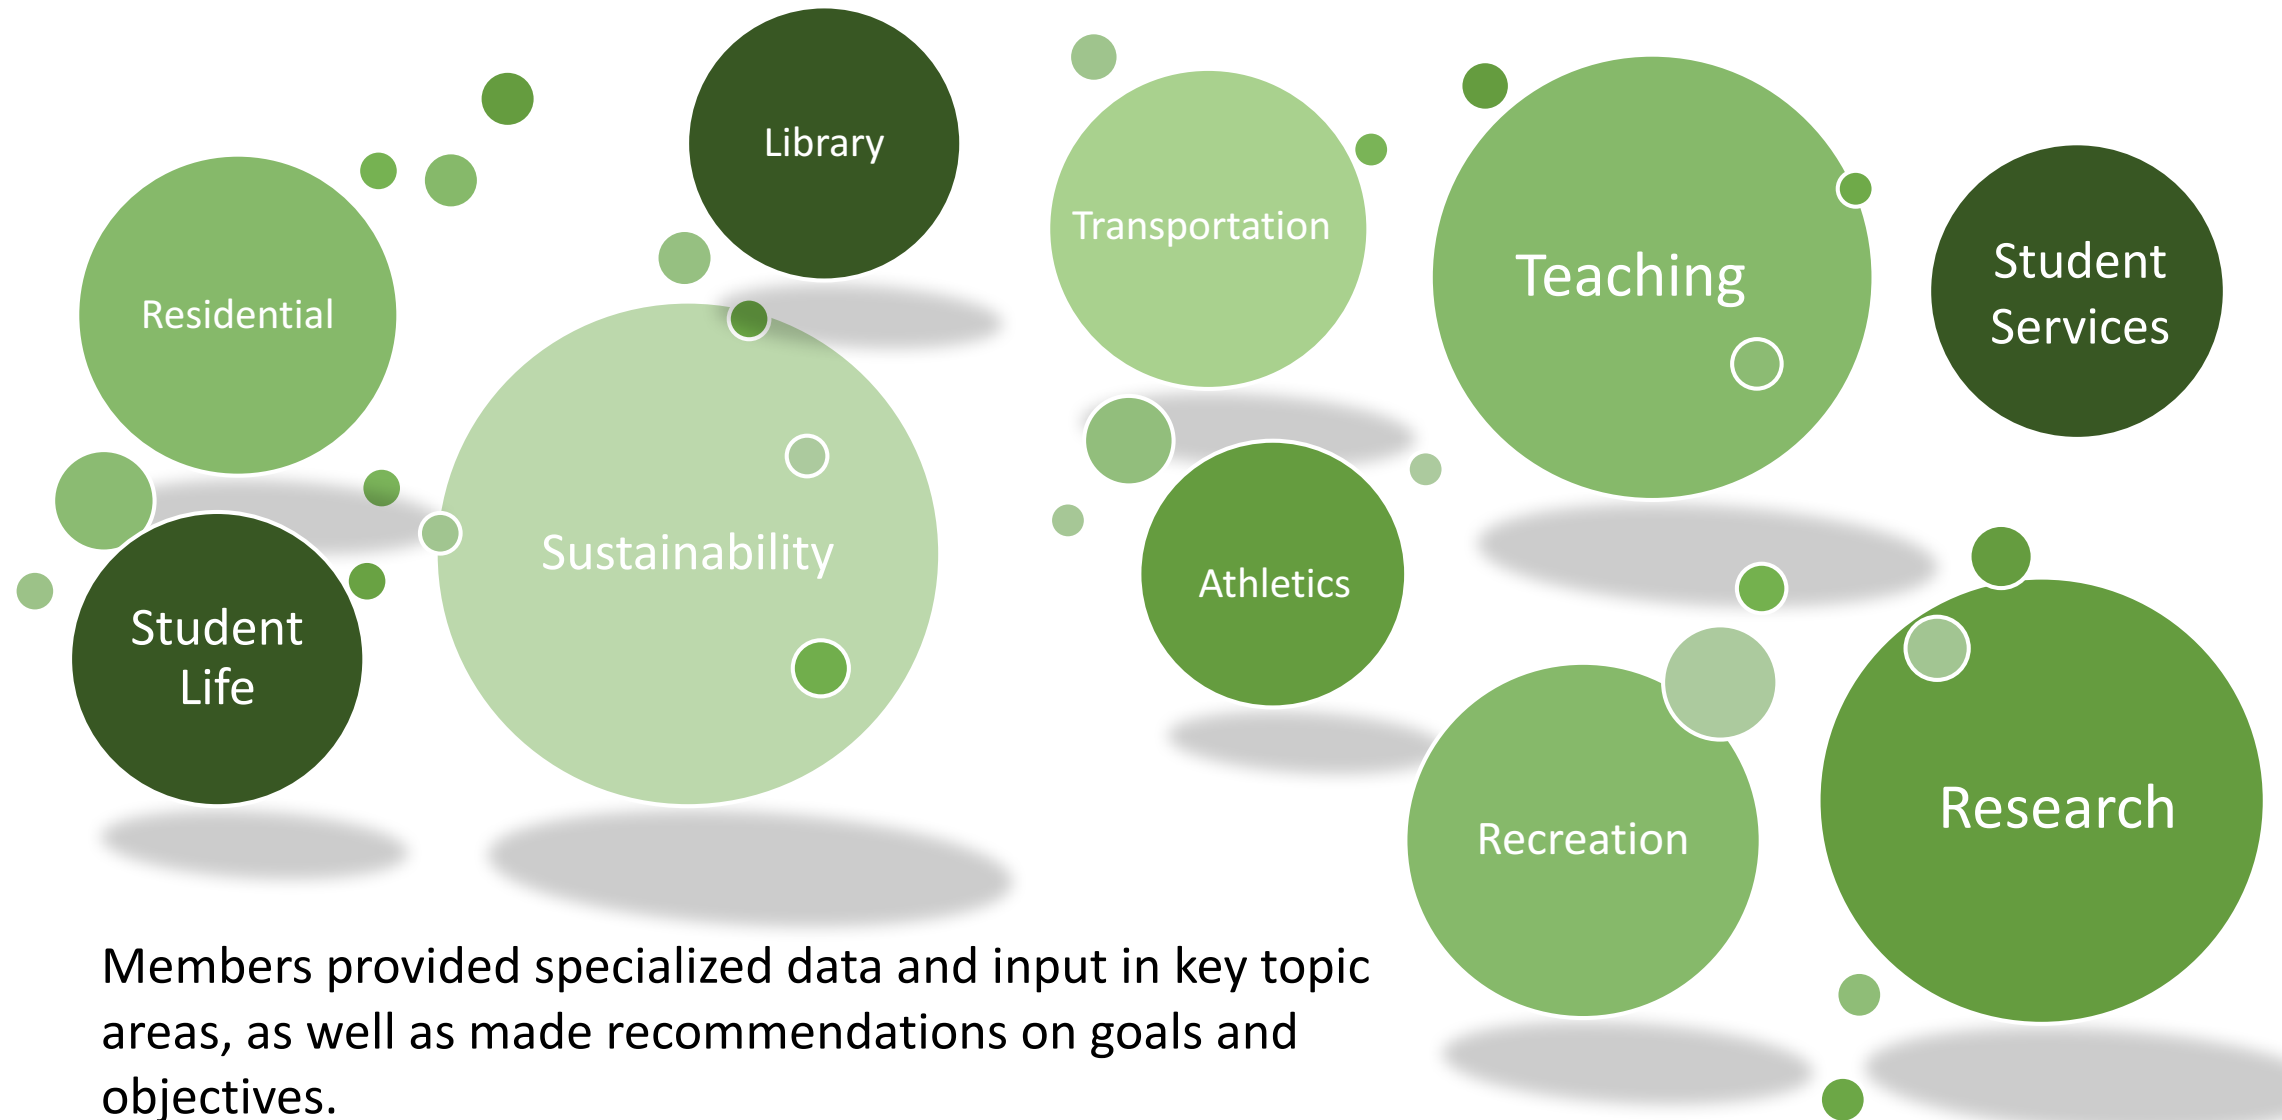 Library
Transportation
Teaching
Student
Services
Residential
Sustainability
Athletics
Student
Life
Recreation
Research
Members provided specialized data and input in key topic
areas, as well as made recommendations on goals and
objectives.